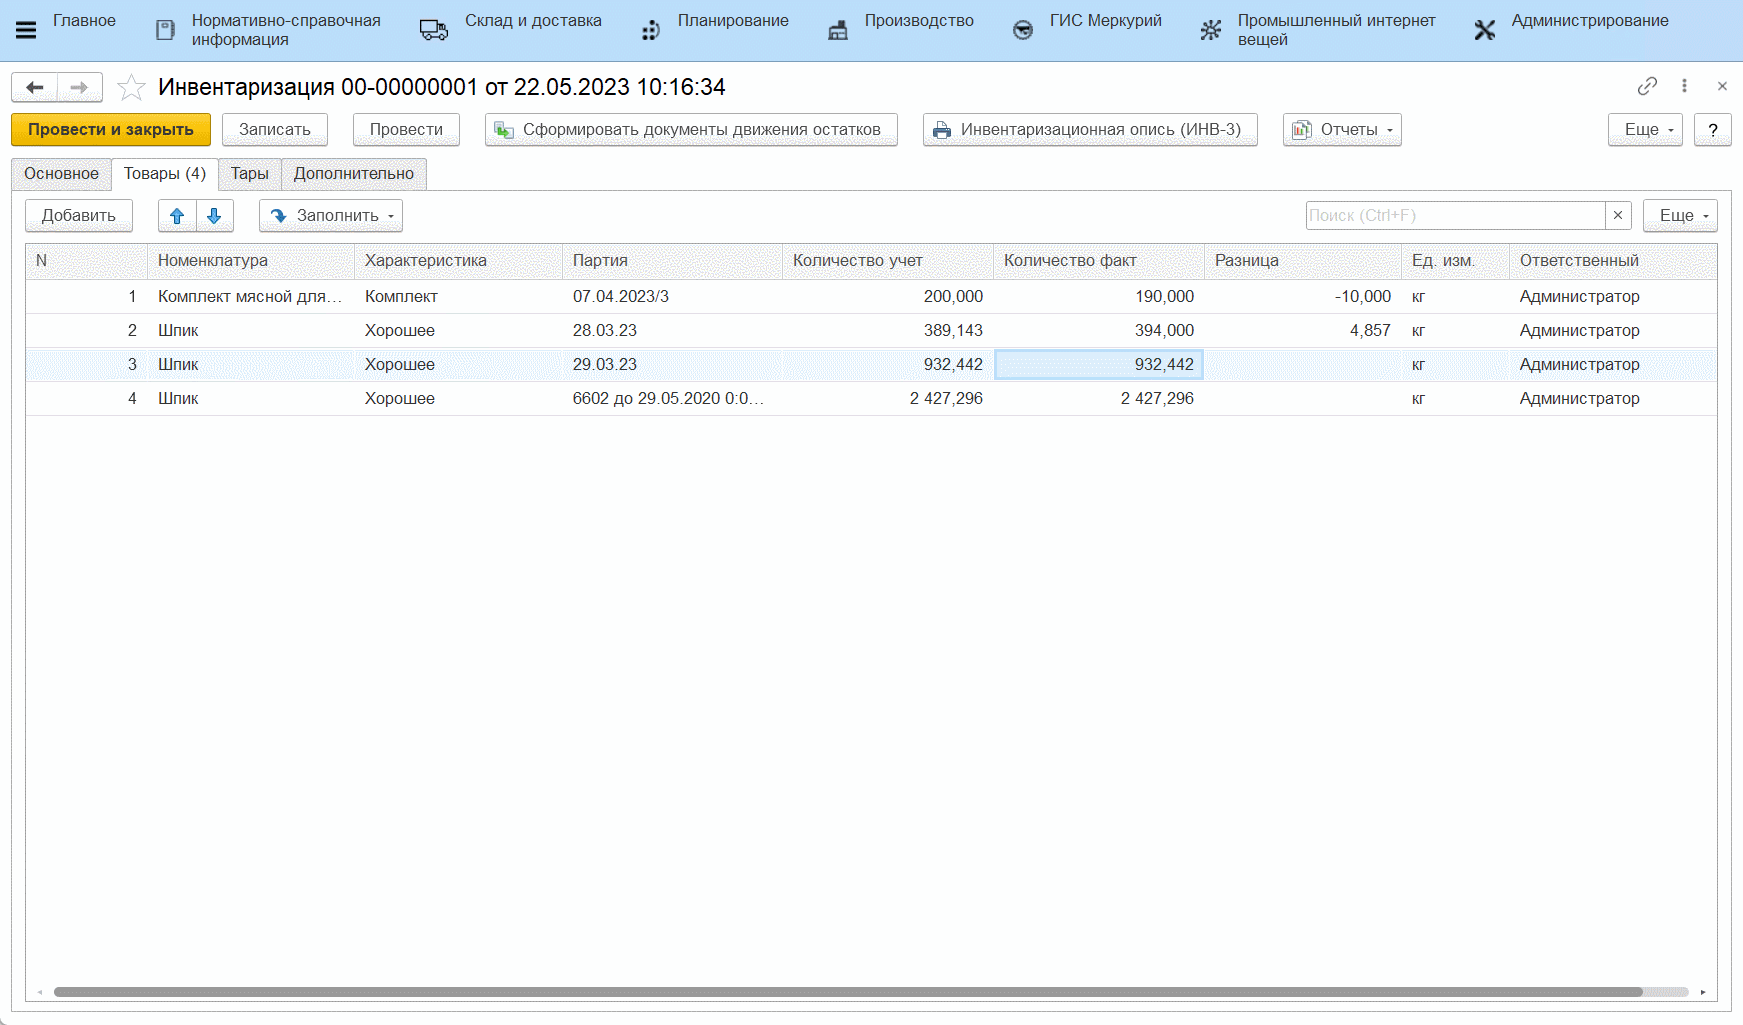 Главное
Нормативно-справочная
информация
Склад и доставка
Планирование
Производство
ГИС Меркурий
Промышленный интернет
вещей
Администрирование
Инвентаризация 00-00000001 от 22.05.2023 10:16:34
Провести и закрыть
Записать
Провести
Сформировать документы движения остатков
Инвентаризационная опись (ИНВ-3)
Отчеты
Еще
?
Основное
Товары (4)
Тары
Дополнительно
Добавить
Заполнить
Поиск (Ctrl+F)
×
Еще
N Номенклатура Характеристика Партия Количество учет Количество факт Разница Ед. изм. Ответственный
1 Комплект мясной для... Комплект 07.04.2023/3 200,000 190,000 -10,000 кг Администратор
2 Шпик Хорошее 28.03.23 389,143 394,000 4,857 кг Администратор
3 Шпик Хорошее 29.03.23 932,442 932,442 кг Администратор
4 Шпик Хорошее 6602 до 29.05.2020 0:0... 2 427,296 2 427,296 кг Администратор